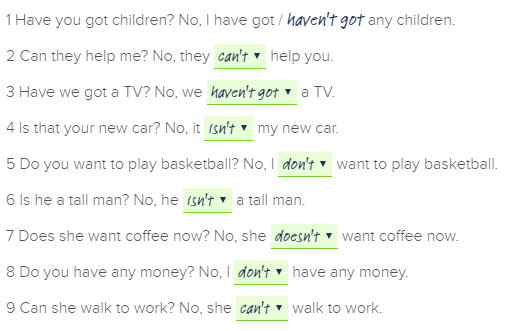 1 Have you got children? No, I have got / haven't got any children.
2 Can they help me? No, they can't ▼ help you.
3 Have we got a TV? No, we haven't got ▼ a TV.
4 Is that your new car? No, it isn't ▼ my new car.
5 Do you want to play basketball? No, I don't ▼ want to play basketball.
6 Is he a tall man? No, he isn't ▼ a tall man.
7 Does she want coffee now? No, she doesn't ▼ want coffee now.
8 Do you have any money? No, I don't ▼ have any money.
9 Can she walk to work? No, she can't ▼ walk to work.